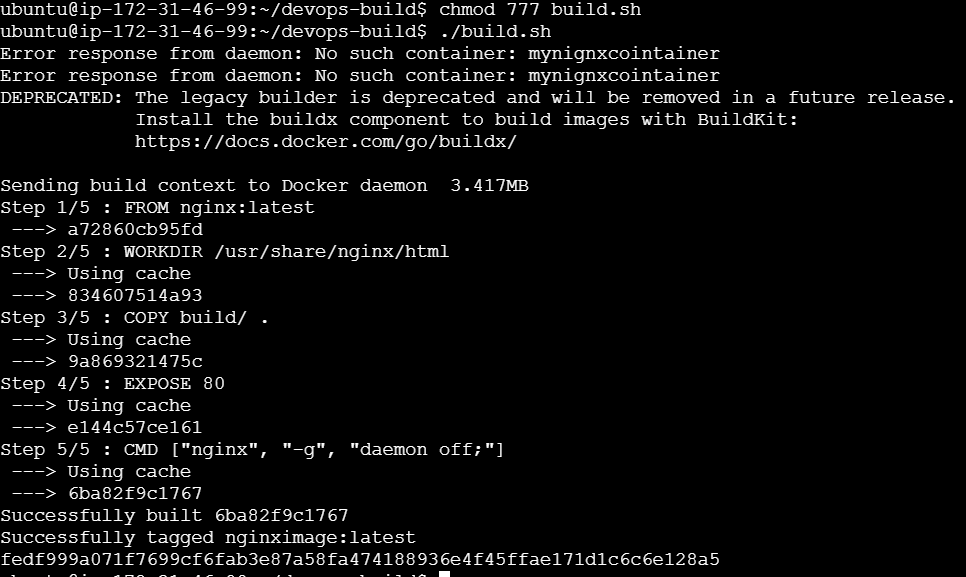 ubuntu@ip-172-31-46-99:~/devops-build$ chmod 777 build.sh
ubuntu@ip-172-31-46-99:~/devops-build$ ./build.sh
Error response from daemon: No such container: mynignxcointainer
Error response from daemon: No such container: mynignxcointainer
DEPRECATED: The legacy builder is deprecated and will be removed in a future release.
            Install the buildx component to build images with BuildKit:
            https://docs.docker.com/go/buildx/
Sending build context to Docker daemon  3.417MB
Step 1/5 : FROM nginx:latest
 ---> a72860cb95fd
Step 2/5 : WORKDIR /usr/share/nginx/html
 ---> Using cache
 ---> 834607514a93
Step 3/5 : COPY build/ .
 ---> Using cache
 ---> 9a869321475c
Step 4/5 : EXPOSE 80
 ---> Using cache
 ---> e144c57ce161
Step 5/5 : CMD ["nginx", "-g", "daemon off;"]
 ---> Using cache
 ---> 6ba82f9c1767
Successfully built 6ba82f9c1767
Successfully tagged nginximage:latest
fedf999a071f7699cf6fab3e87a58fa474188936e4f45ffae171d1c6c6e128a5